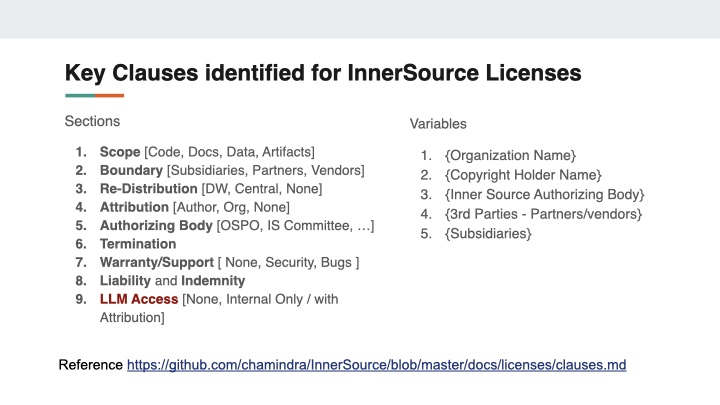 Key Clauses identified for InnerSource Licenses
Sections
1. Scope [Code, Docs, Data, Artifacts]
2. Boundary [Subsidiaries, Partners, Vendors]
3. Re-Distribution [DW, Central, None]
4. Attribution [Author, Org, None]
5. Authorizing Body [OSPO, IS Committee, …]
6. Termination
7. Warranty/Support [ None, Security, Bugs ]
8. Liability and Indemnity
9. LLM Access [None, Internal Only / with
Attribution]
Variables
1. {Organization Name}
2. {Copyright Holder Name}
3. {Inner Source Authorizing Body}
4. {3rd Parties - Partners/vendors}
5. {Subsidiaries}
Reference https://github.com/chamindra/InnerSource/blob/master/docs/licenses/clauses.md